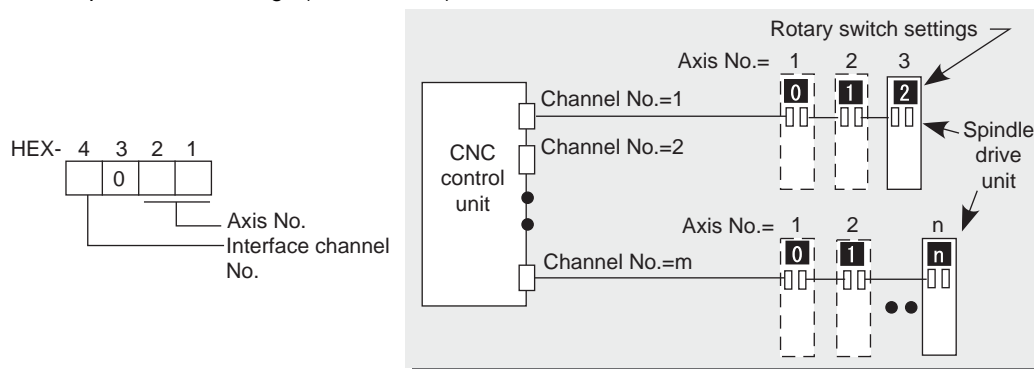 HEX- 4 3 2 1
0
Axis No.
Interface channel
No.
Rotary switch settings
Axis No.= 1 2 3
0 1 2
Channel No.=1
Channel No.=2
CNC
control
unit
Spindle
drive
unit
Axis No.= 1 2 n
0 1 n
Channel No.=m